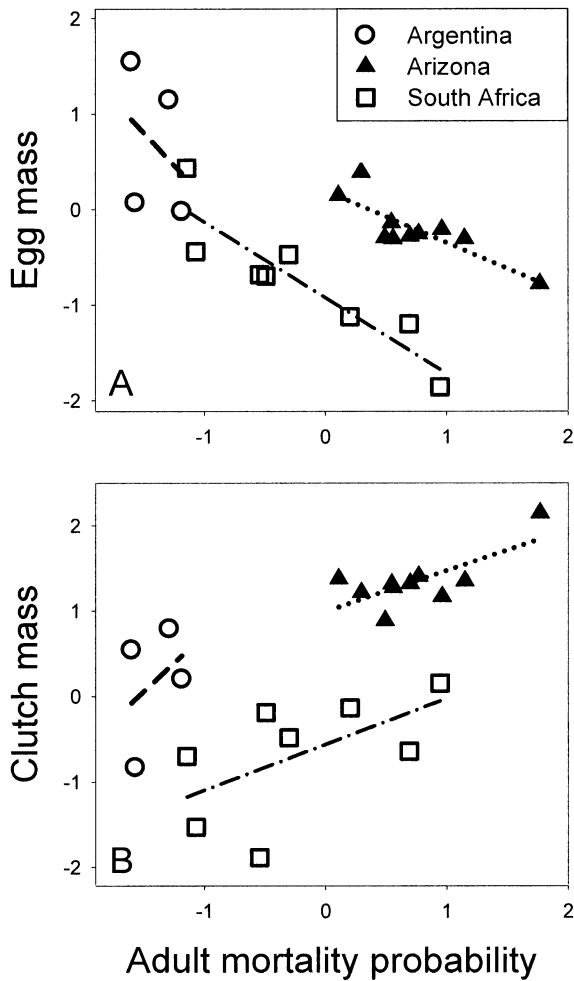 2
Argentina
Arizona
South Africa
1
0
Egg mass
-1
A
-2
-1 0 1 2
2
1
0
Clutch mass
-1
B
-2
-1 0 1 2
Adult mortality probability